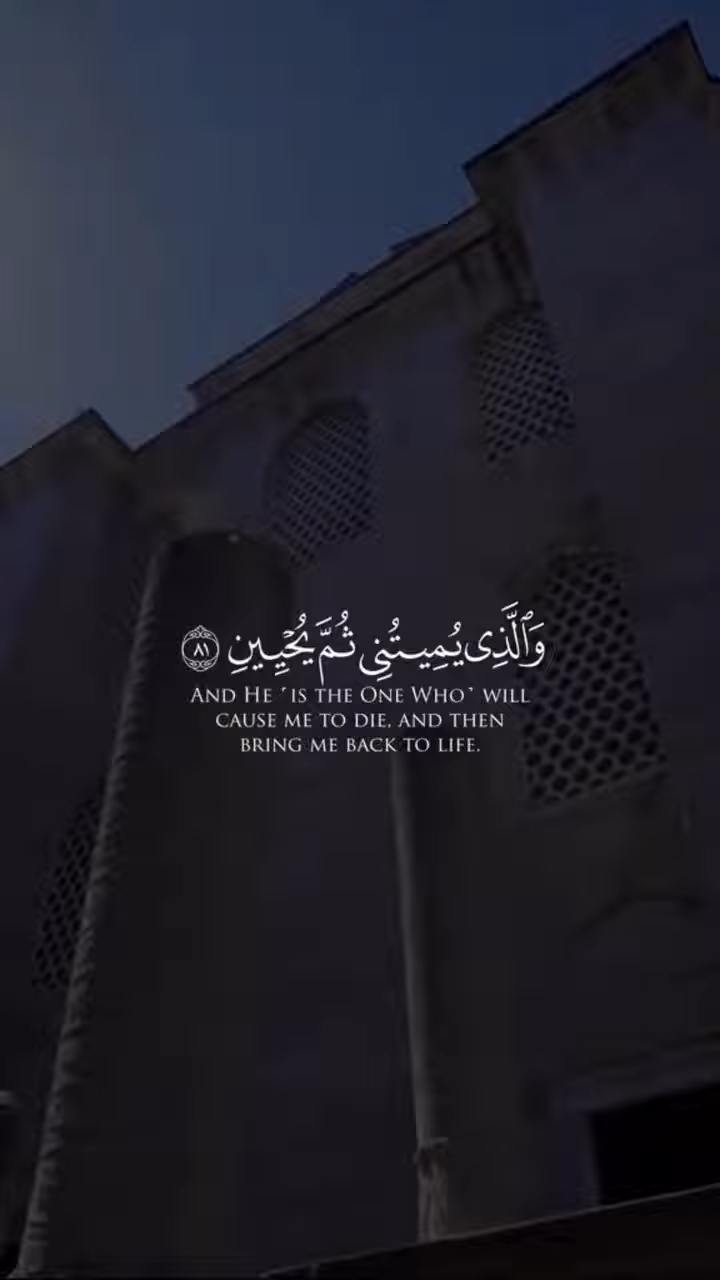 وَٱلَّذِى يُمِيتُنِى ثُمَّ يُحْيِينِ ٨١
AND HE ˹IS THE ONE WHO˺ WILL
CAUSE ME TO DIE, AND THEN
BRING ME BACK TO LIFE.